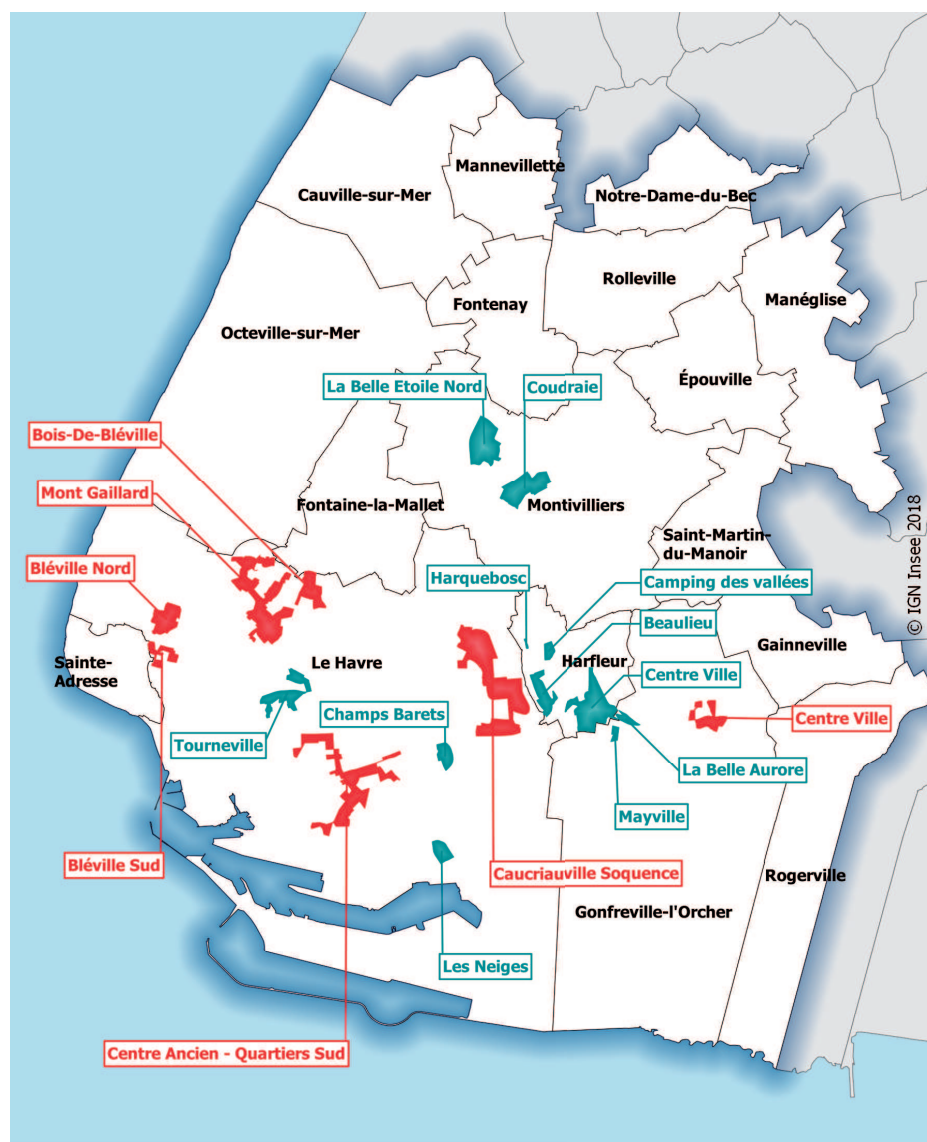 Mannevillette
Cauville-sur-Mer
Notre-Dame-du-Bec
Rolleville
Manéglise
Fontenay
Octeville-sur-Mer
Épouville
La Belle Etoile Nord
Coudraie
Bois-De-Bléville
Mont Gaillard
Fontaine-la-Mallet
Montivilliers
Saint-Martin-
du-Manoir
© IGN Insee 2018
Bléville Nord
Harquebosc
Camping des vallées
Beaulieu
Gainneville
Sainte-
Adresse
Le Havre
Harfleur
Centre Ville
Champs Barets
Centre Ville
Tourneville
La Belle Aurore
Mayville
Bléville Sud
Caucriauville Soquence
Rogerville
Gonfreville-l'Orcher
Les Neiges
Centre Ancien - Quartiers Sud